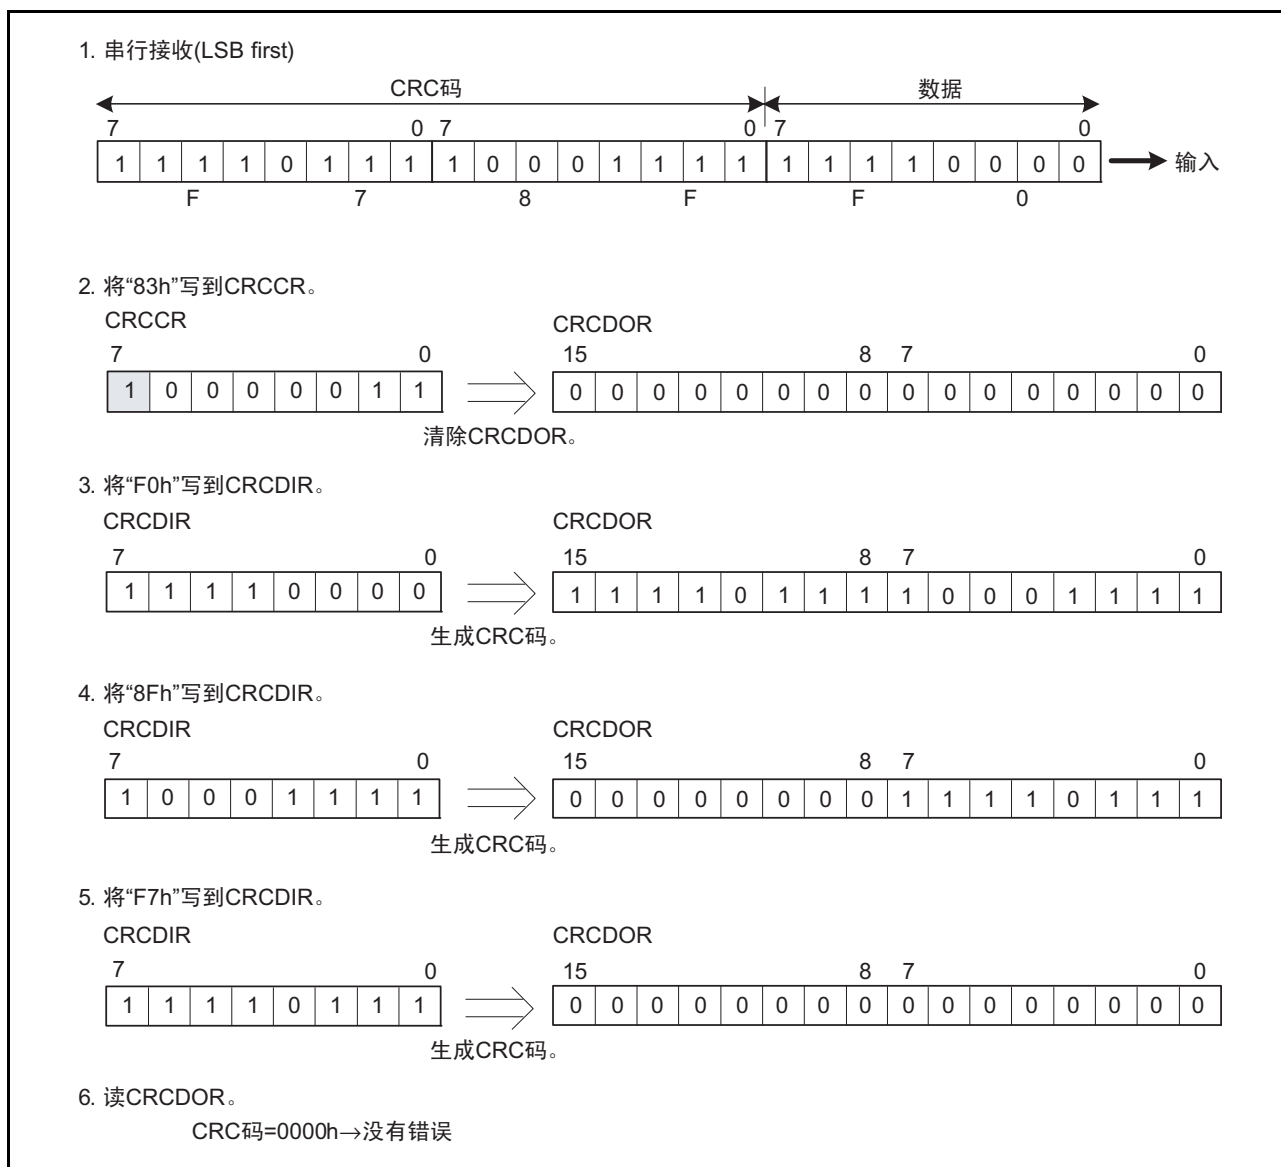 1. 串行接收(LSB first)
CRC码 数据
7 0 7 0 7 0
1 1 1 1 0 1 1 1 1 0 0 0 1 1 1 1 1 1 1 1 0 0 0 0 输入
F 7 8 F F 0
2. 将“83h”写到CRCCR。
CRCCR CRCDOR
7 0 15 8 7 0
1 0 0 0 0 0 1 1 0 0 0 0 0 0 0 0 0 0 0 0 0 0 0 0
清除CRCDOR。
3. 将“F0h”写到CRCDIR。
CRCDIR CRCDOR
7 0 15 8 7 0
1 1 1 1 0 0 0 0 1 1 1 1 0 1 1 1 1 0 0 0 1 1 1 1
生成CRC码。
4. 将“8Fh”写到CRCDIR。
CRCDIR CRCDOR
7 0 15 8 7 0
1 0 0 0 1 1 1 1 0 0 0 0 0 0 0 0 1 1 1 1 0 1 1 1
生成CRC码。
5. 将“F7h”写到CRCDIR。
CRCDIR CRCDOR
7 0 15 8 7 0
1 1 1 1 0 1 1 1 0 0 0 0 0 0 0 0 0 0 0 0 0 0 0 0
生成CRC码。
6. 读CRCDOR。
CRC码=0000h→没有错误